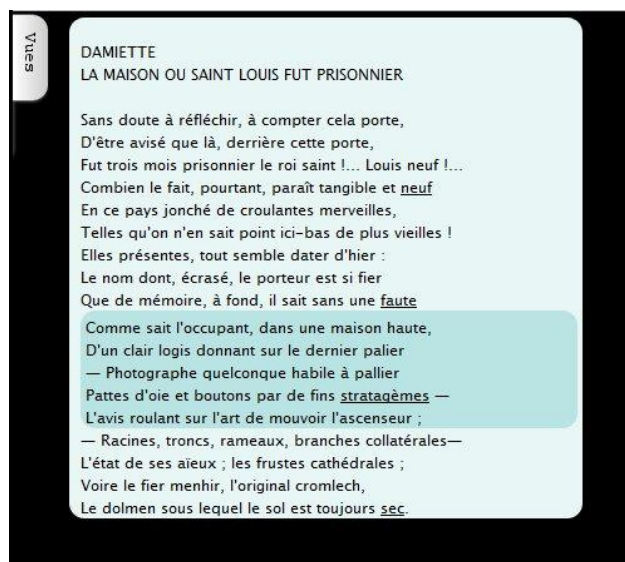 Vues
DAMIETTE
LA MAISON OU SAINT LOUIS FUT PRISONNIER
Sans doute à réfléchir, à compter cela porte,
D'être avisé que là, derrière cette porte,
Fut trois mois prisonnier le roi saint !... Louis neuf !...
Combien le fait, pourtant, paraît tangible et neuf
En ce pays jonché de croulantes merveilles,
Telles qu'on n'en sait point ici-bas de plus vieilles !
Elles présentes, tout semble dater d'hier :
Le nom dont, écrasé, le porteur est si fier
Que de mémoire, à fond, il sait sans une faute
Comme sait l'occupant, dans une maison haute,
D'un clair logis donnant sur le dernier palier
— Photographe quelconque habile à pallier
Pattes d'oie et boutons par de fins stratagèmes —
L'avis roulant sur l'art de mouvoir l'ascenseur ;
— Racines, troncs, rameaux, branches collatérales—
L'état de ses aïeux ; les frustes cathédrales ;
Voire le fier menhir, l'original cromlech,
Le dolmen sous lequel le sol est toujours sec.